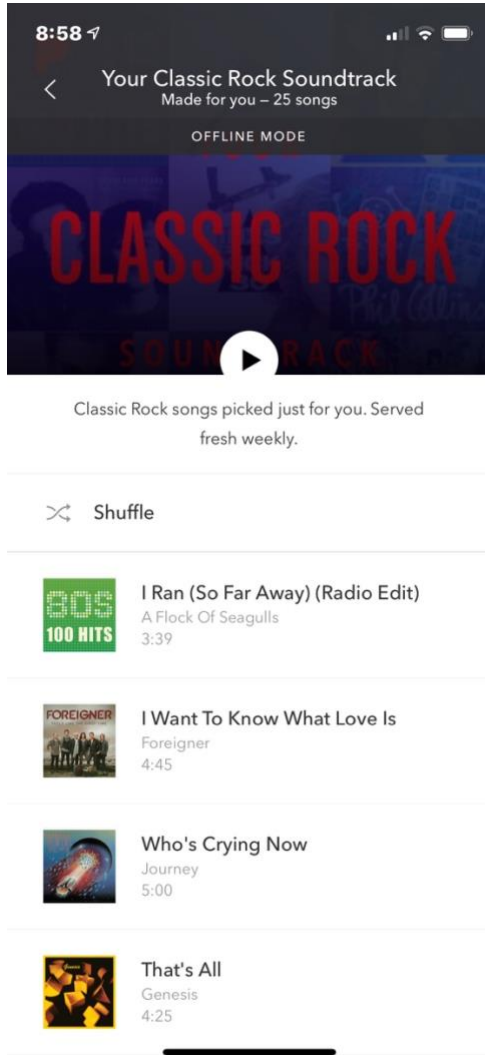 8:58
Your Classic Rock Soundtrack
Made for you – 25 songs
OFFLINE MODE
CLASSIC ROCK
Phil Collins
SOUNDTRACK
Classic Rock songs picked just for you. Served
fresh weekly.
Shuffle
80s
100 HITS
I Ran (So Far Away) (Radio Edit)
A Flock Of Seagulls
3:39
FOREIGNER
I Want To Know What Love Is
Foreigner
4:45
Who's Crying Now
Journey
5:00
Genesis
That's All
Genesis
4:25